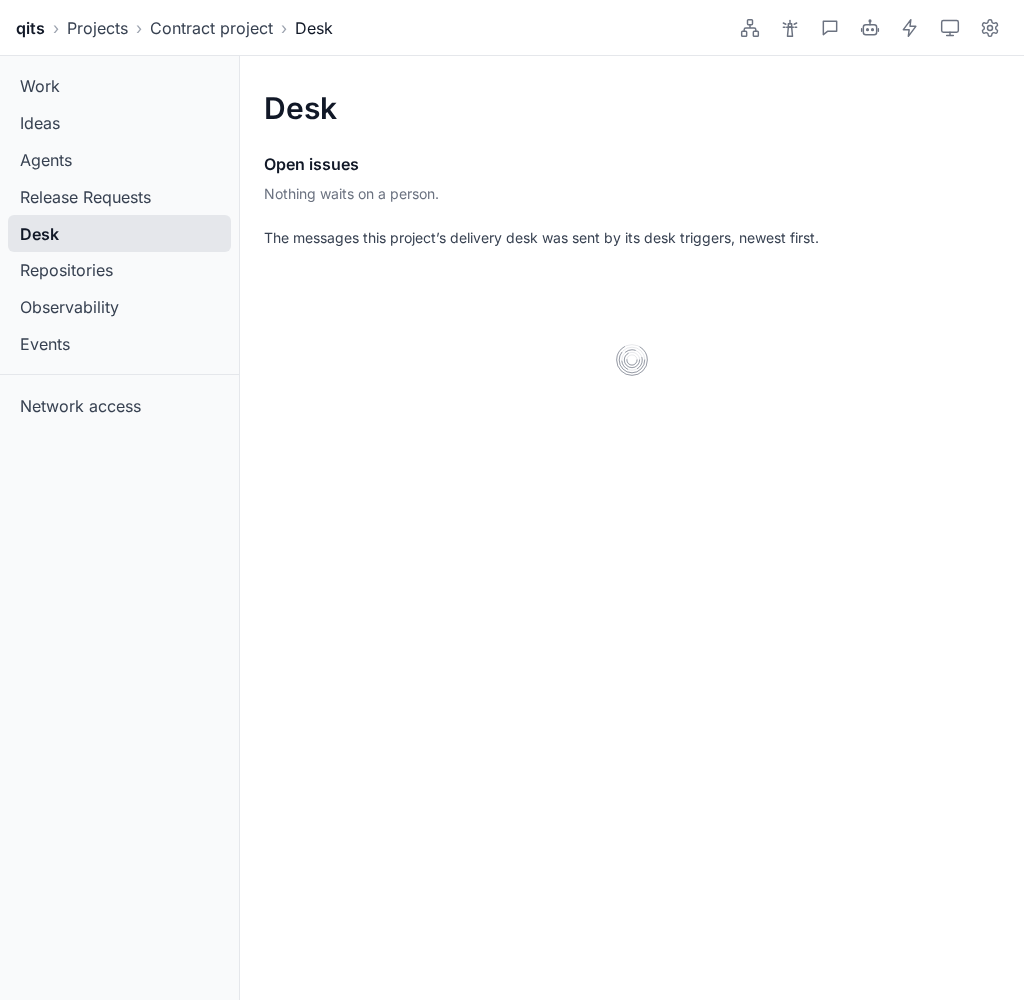 qits › Projects › Contract project › Desk
Work
Ideas
Agents
Release Requests
Desk
Repositories
Observability
Events
Network access
Desk
Open issues
Nothing waits on a person.
The messages this project’s delivery desk was sent by its desk triggers, newest first.